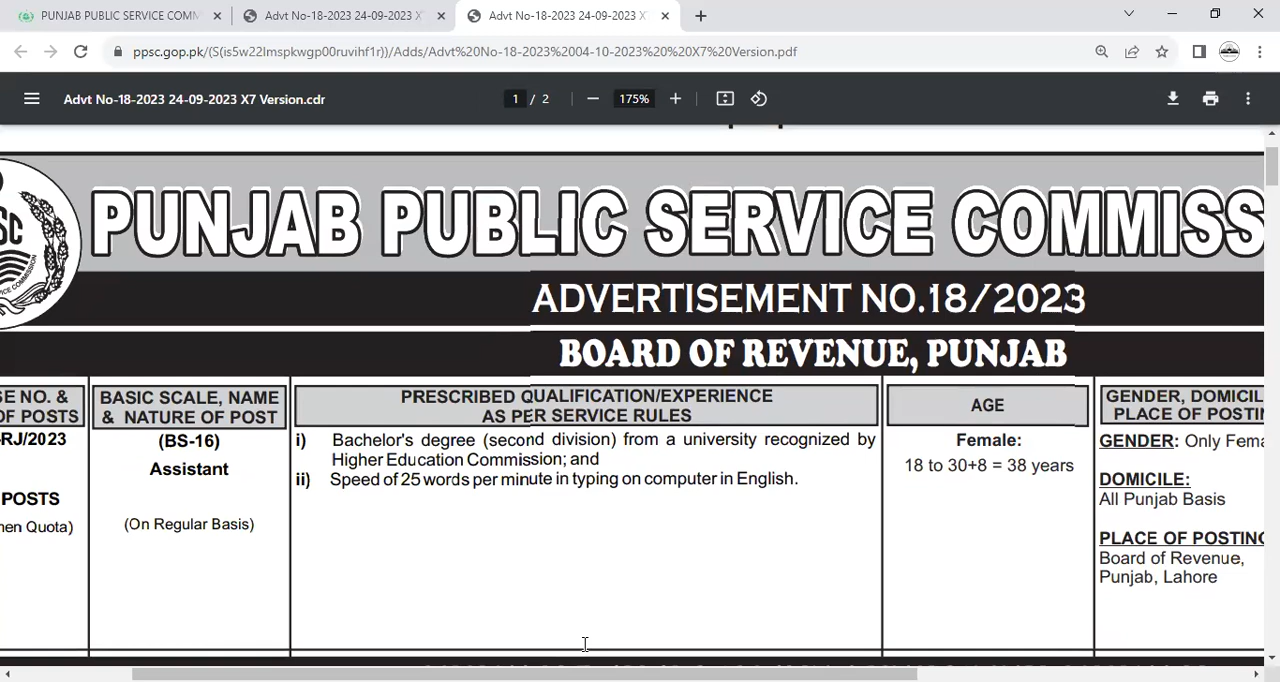 PUNJAB PUBLIC SERVICE COMM
Advt No-18-2023 24-09-2023 X
Advt No-18-2023 24-09-2023 X
ppsc.gop.pk/(S(is5w22lmspkwgp00ruvihf1r))/Adds/Advt%20No-18-2023%2004-10-2023%20%20X7%20Version.pdf
Advt No-18-2023 24-09-2023 X7 Version.cdr
1 / 2
175%
PUNJAB PUBLIC SERVICE COMMISS
ADVERTISEMENT NO.18/2023
BOARD OF REVENUE, PUNJAB
SE NO. &
OF POSTS
BASIC SCALE, NAME
& NATURE OF POST
PRESCRIBED QUALIFICATION/EXPERIENCE
AS PER SERVICE RULES
AGE
GENDER, DOMICIL
PLACE OF POSTIN
-RJ/2023
POSTS
men Quota)
(BS-16)
Assistant
(On Regular Basis)
i) Bachelor's degree (second division) from a university recognized by
Higher Education Commission; and
ii) Speed of 25 words per minute in typing on computer in English.
Female:
18 to 30+8 = 38 years
GENDER: Only Fema
DOMICILE:
All Punjab Basis
PLACE OF POSTING
Board of Revenue,
Punjab, Lahore